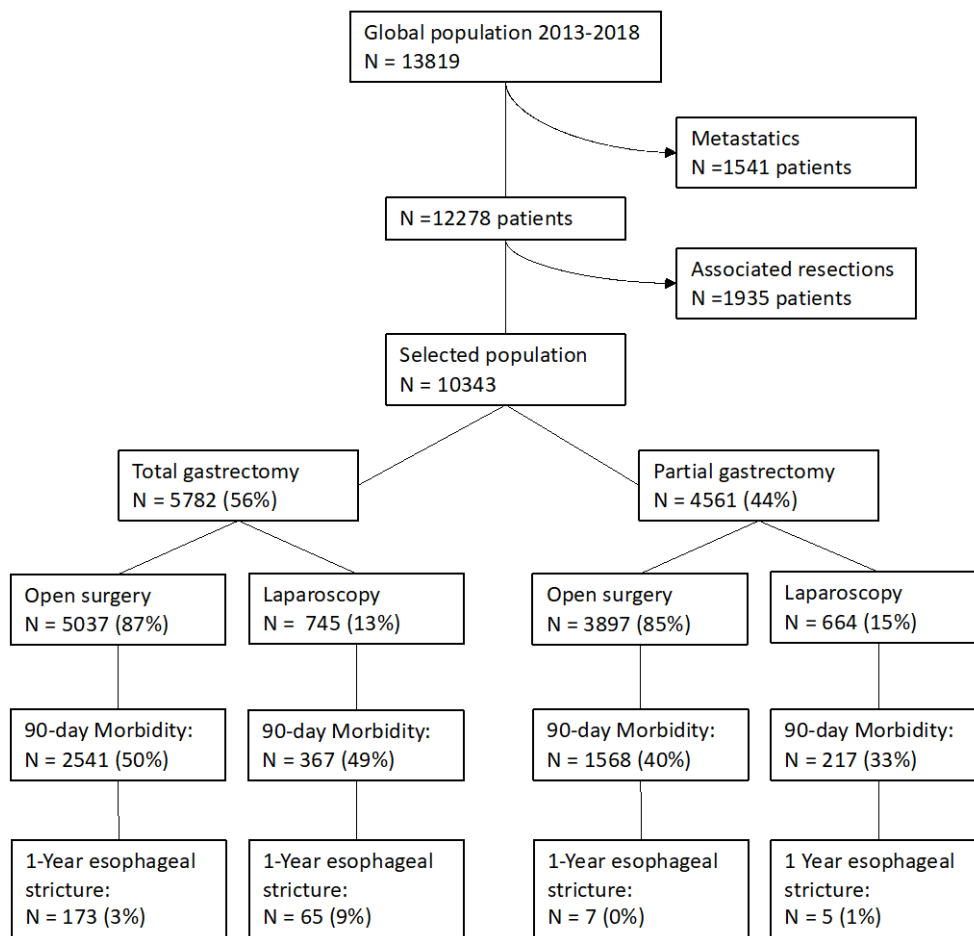 Global population 2013-2018
N = 13819
Metastatics
N =1541 patients
N =12278 patients
Associated resections
N =1935 patients
Selected population
N = 10343
Total gastrectomy
N = 5782 (56%)
Partial gastrectomy
N = 4561 (44%)
Open surgery
N = 5037 (87%)
Laparoscopy
N =  745 (13%)
Open surgery
N = 3897 (85%)
Laparoscopy
N = 664 (15%)
90-day Morbidity:
N = 2541 (50%)
90-day Morbidity:
N = 367 (49%)
90-day Morbidity:
N = 1568 (40%)
90-day Morbidity:
N = 217 (33%)
1-Year esophageal
stricture:
N = 173 (3%)
1-Year esophageal
stricture:
N = 65 (9%)
1-Year esophageal
stricture:
N = 7 (0%)
1 Year esophageal
stricture:
N = 5 (1%)